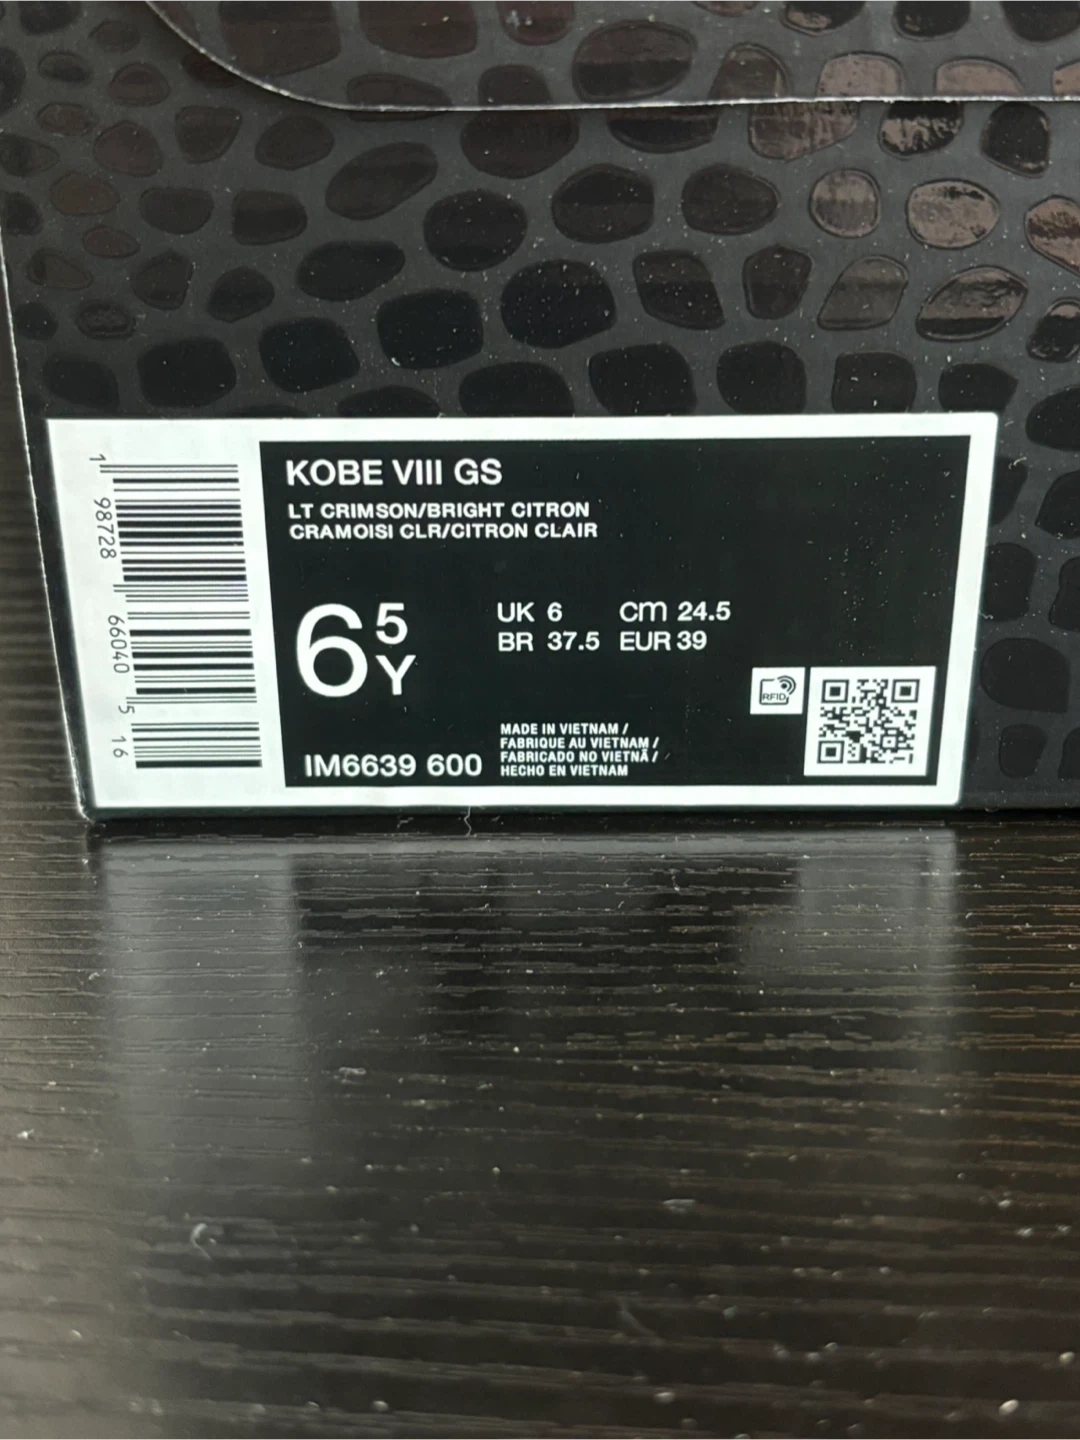 KOBE VIII GS
LT CRIMSON/BRIGHT CITRON
CRAMOISI CLR/CITRON CLAIR
6 5 Y
UK 6 cm 24.5
BR 37.5 EUR 39
RFID
IM6639 600
MADE IN VIETNAM /
FABRIQUE AU VIETNAM /
FABRICADO NO VIETNÃ /
HECHO EN VIETNAM
1 98728 66040 5 16